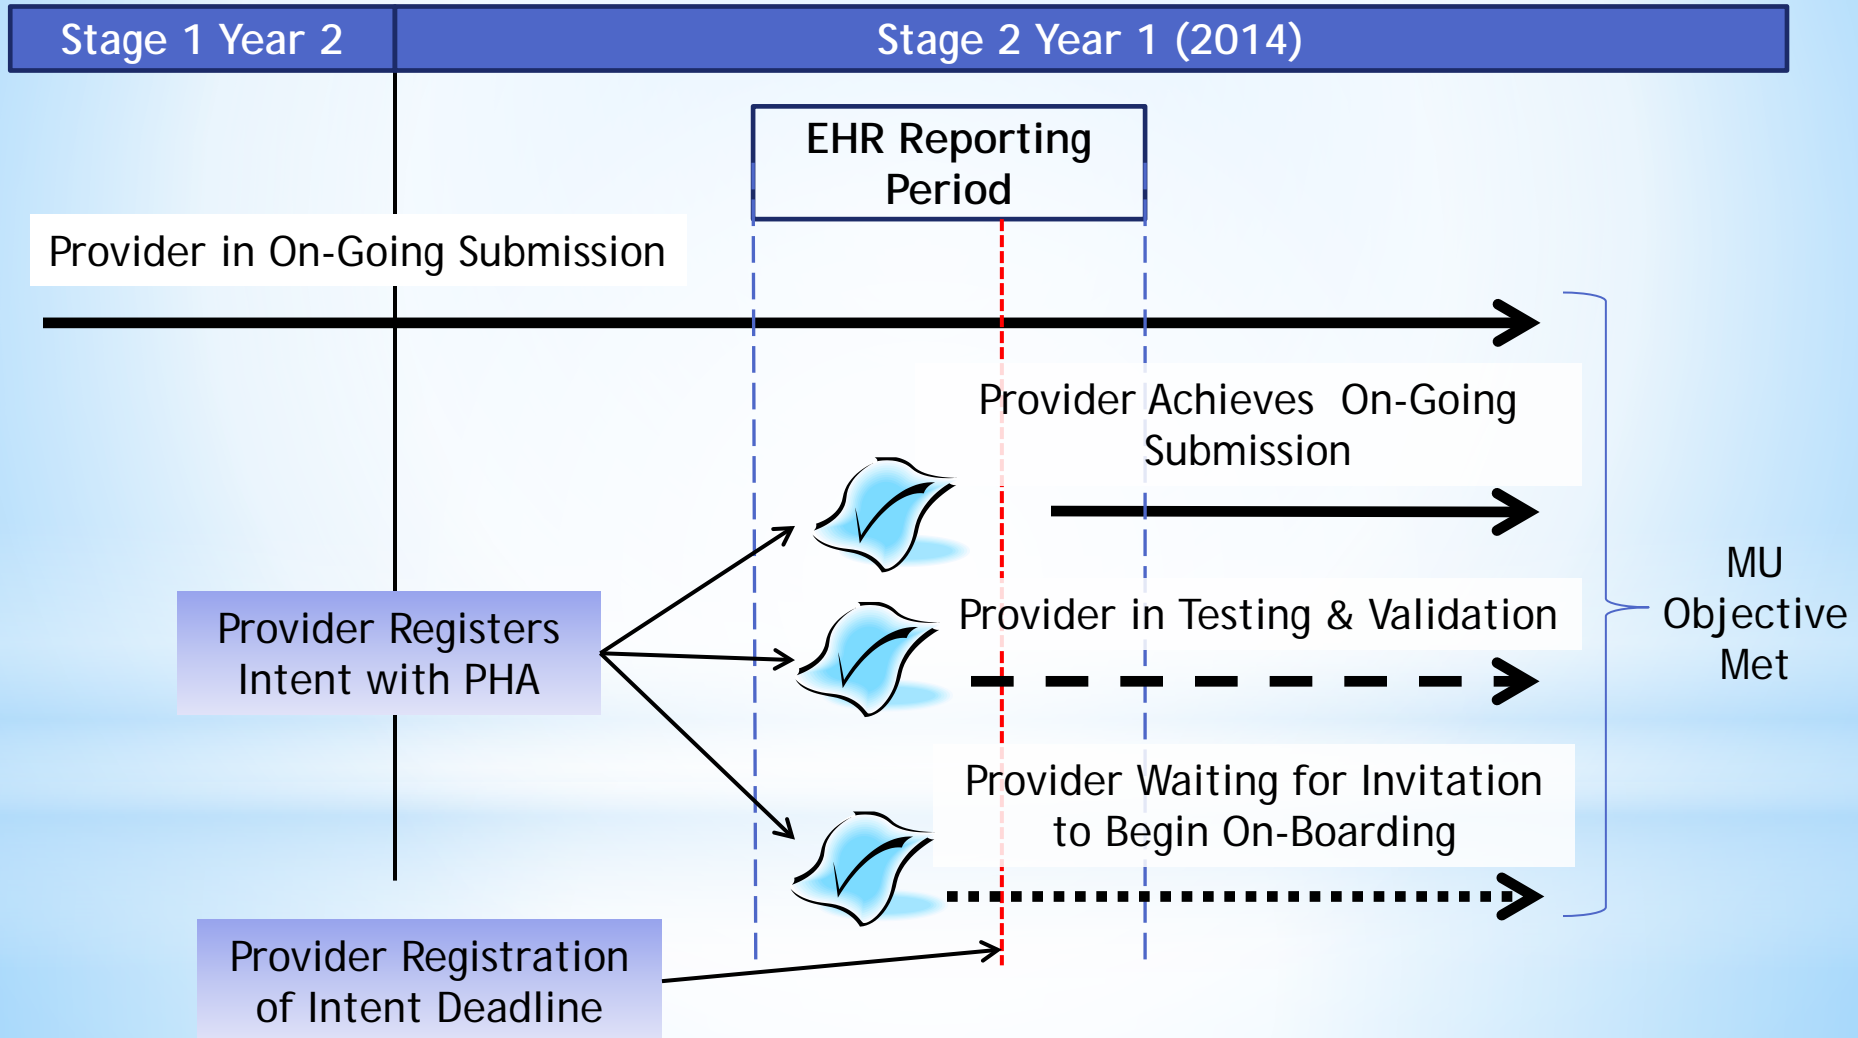 Stage 1 Year 2
Stage 2 Year 1 (2014)
EHR Reporting
Period
Provider in On-Going Submission
Provider Achieves On-Going
Submission
Provider Registers
Intent with PHA
Provider in Testing & Validation
MU
Objective
Met
Provider Waiting for Invitation
to Begin On-Boarding
Provider Registration
of Intent Deadline